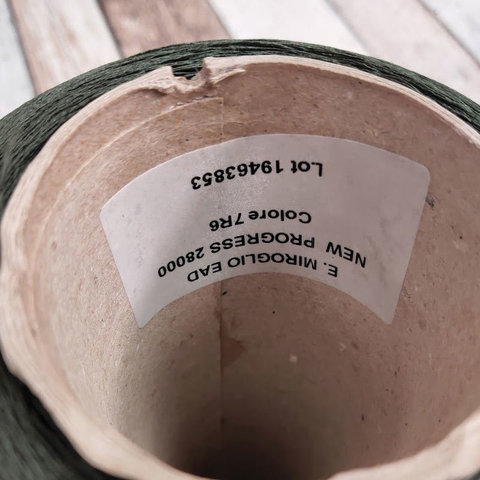 E. MIROGLIO EAD
NEW PROGRESS 28000
Colore 7R6
Lot 19463853